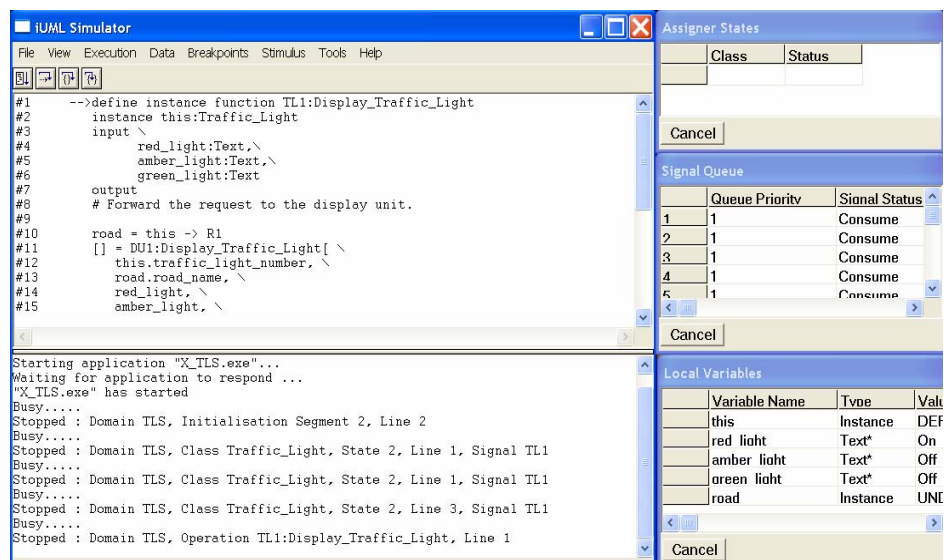 iUML Simulator
File View Execution Data Breakpoints Stimulus Tools Help
#1 -->define instance function TL1:Display_Traffic_Light
#2 instance this:Traffic_Light
#3 input \
#4 red_light:Text,\
#5 amber_light:Text,\
#6 green_light:Text
#7 output
#8 # Forward the request to the display unit.
#9
#10 road = this -> R1
#11 [] = DU1:Display_Traffic_Light[ \
#12 this.traffic_light_number, \
#13 road.road_name, \
#14 red_light, \
#15 amber_light, \
Starting application "X_TLS.exe"...
Waiting for application to respond ...
"X_TLS.exe" has started
Busy.....
Stopped : Domain TLS, Initialisation Segment 2, Line 2
Busy.....
Stopped : Domain TLS, Class Traffic_Light, State 2, Line 1, Signal TL1
Busy.....
Stopped : Domain TLS, Class Traffic_Light, State 2, Line 1, Signal TL1
Busy.....
Stopped : Domain TLS, Class Traffic_Light, State 2, Line 3, Signal TL1
Busy.....
Stopped : Domain TLS, Operation TL1:Display_Traffic_Light, Line 1
Assigner States
Class Status
Cancel
Signal Queue
Queue Priority Signal Status
1 1 Consume
2 1 Consume
3 1 Consume
4 1 Consume
5 1 Consume
Cancel
Local Variables
Variable Name Type Valu
this Instance DEF
red_light Text* On
amber_light Text* Off
green_light Text* Off
road Instance UND
Cancel